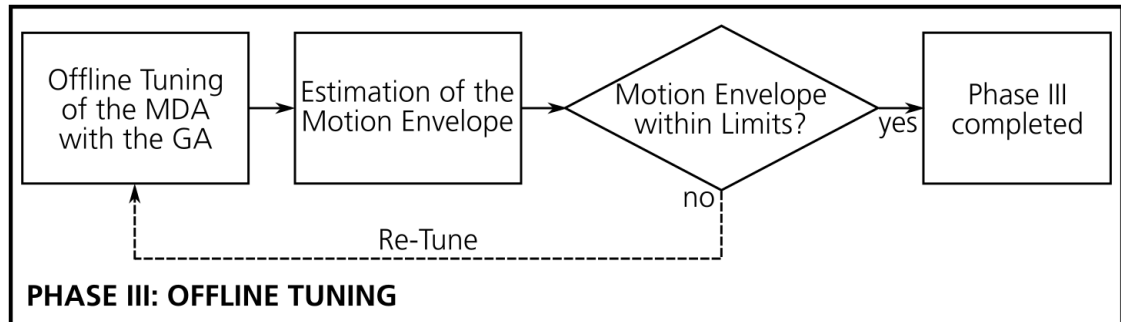 Offline Tuning
of the MDA
with the GA
Estimation of the
Motion Envelope
Motion Envelope
within Limits?
yes
Phase III
completed
no
Re-Tune
PHASE III: OFFLINE TUNING